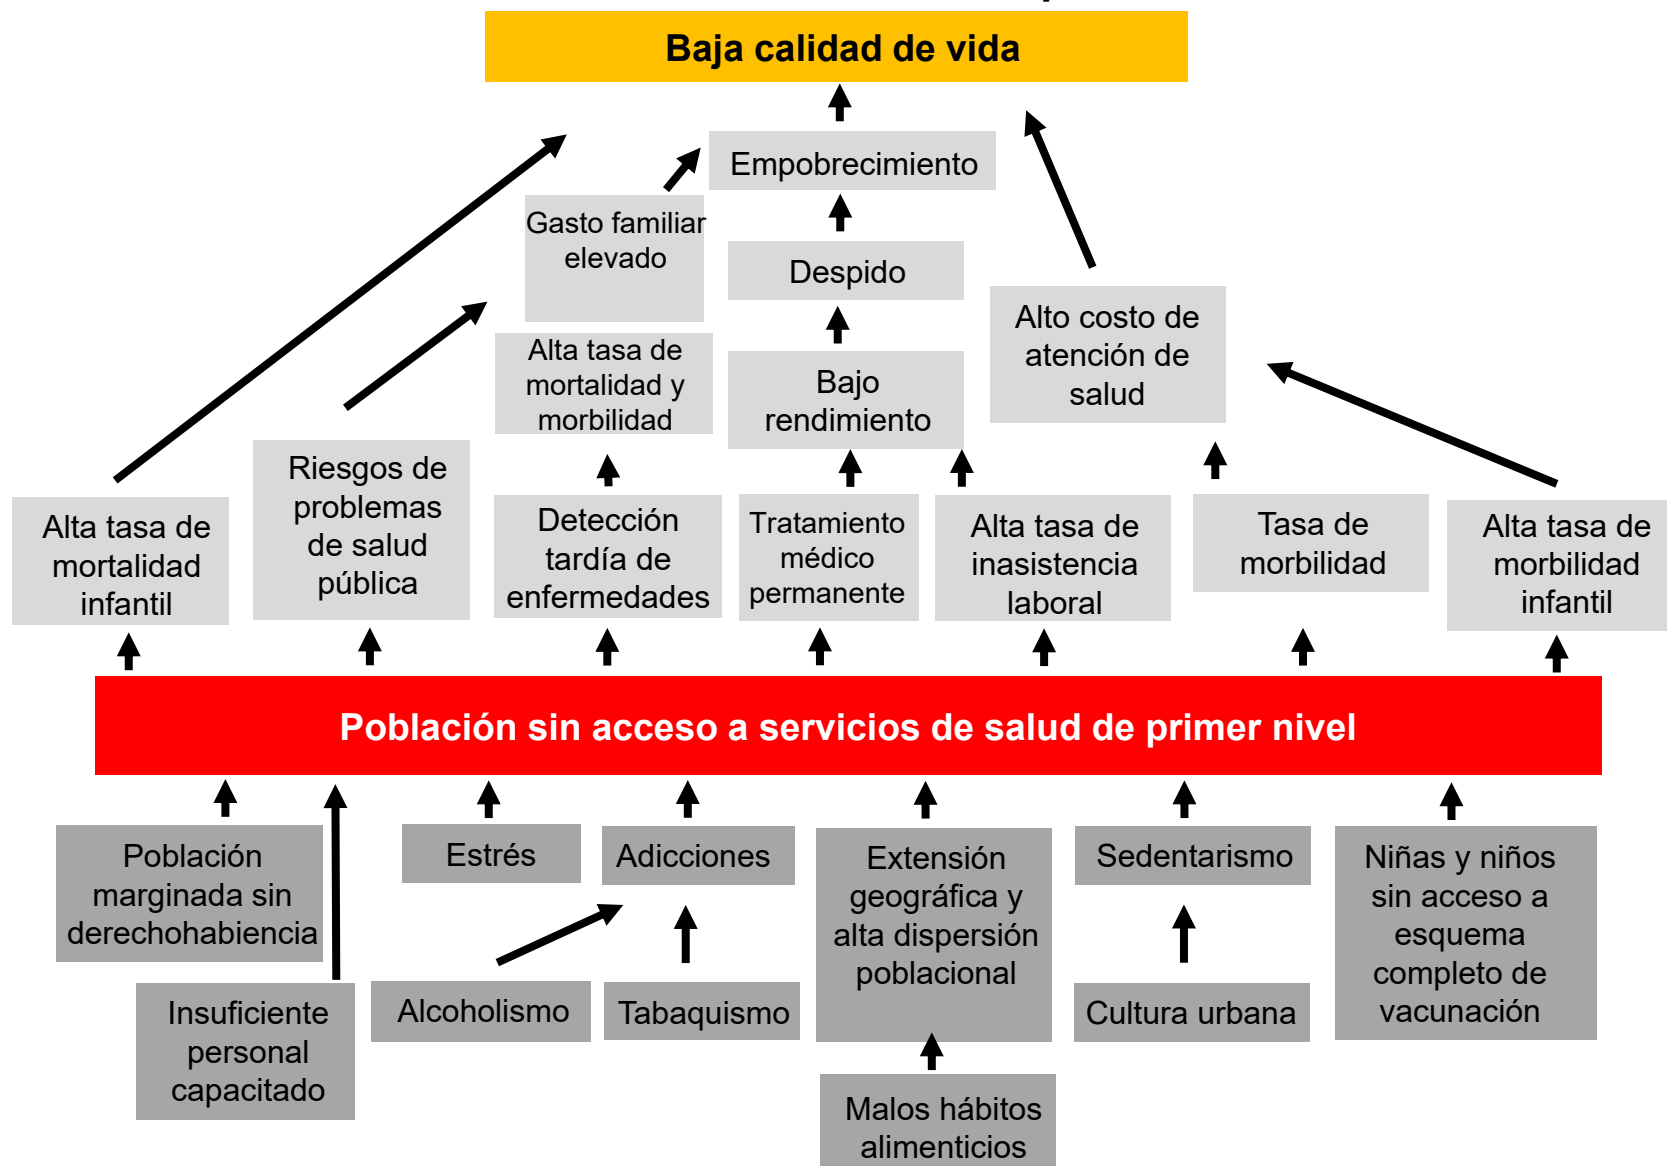 Baja calidad de vida
Empobrecimiento
Gasto familiar
elevado
Despido
Alto costo de
atención de
salud
Alta tasa de
mortalidad y
morbilidad
Bajo
rendimiento
Alta tasa de
mortalidad
infantil
Riesgos de
problemas
de salud
pública
Detección
tardía de
enfermedades
Tratamiento
médico
permanente
Alta tasa de
inasistencia
laboral
Tasa de
morbilidad
Alta tasa de
morbilidad
infantil
Población sin acceso a servicios de salud de primer nivel
Población
marginada sin
derechohabiencia
Estrés
Adicciones
Extensión
geográfica y
alta dispersión
poblacional
Sedentarismo
Niñas y niños
sin acceso a
esquema
completo de
vacunación
Insuficiente
personal
capacitado
Alcoholismo
Tabaquismo
Cultura urbana
Malos hábitos
alimenticios